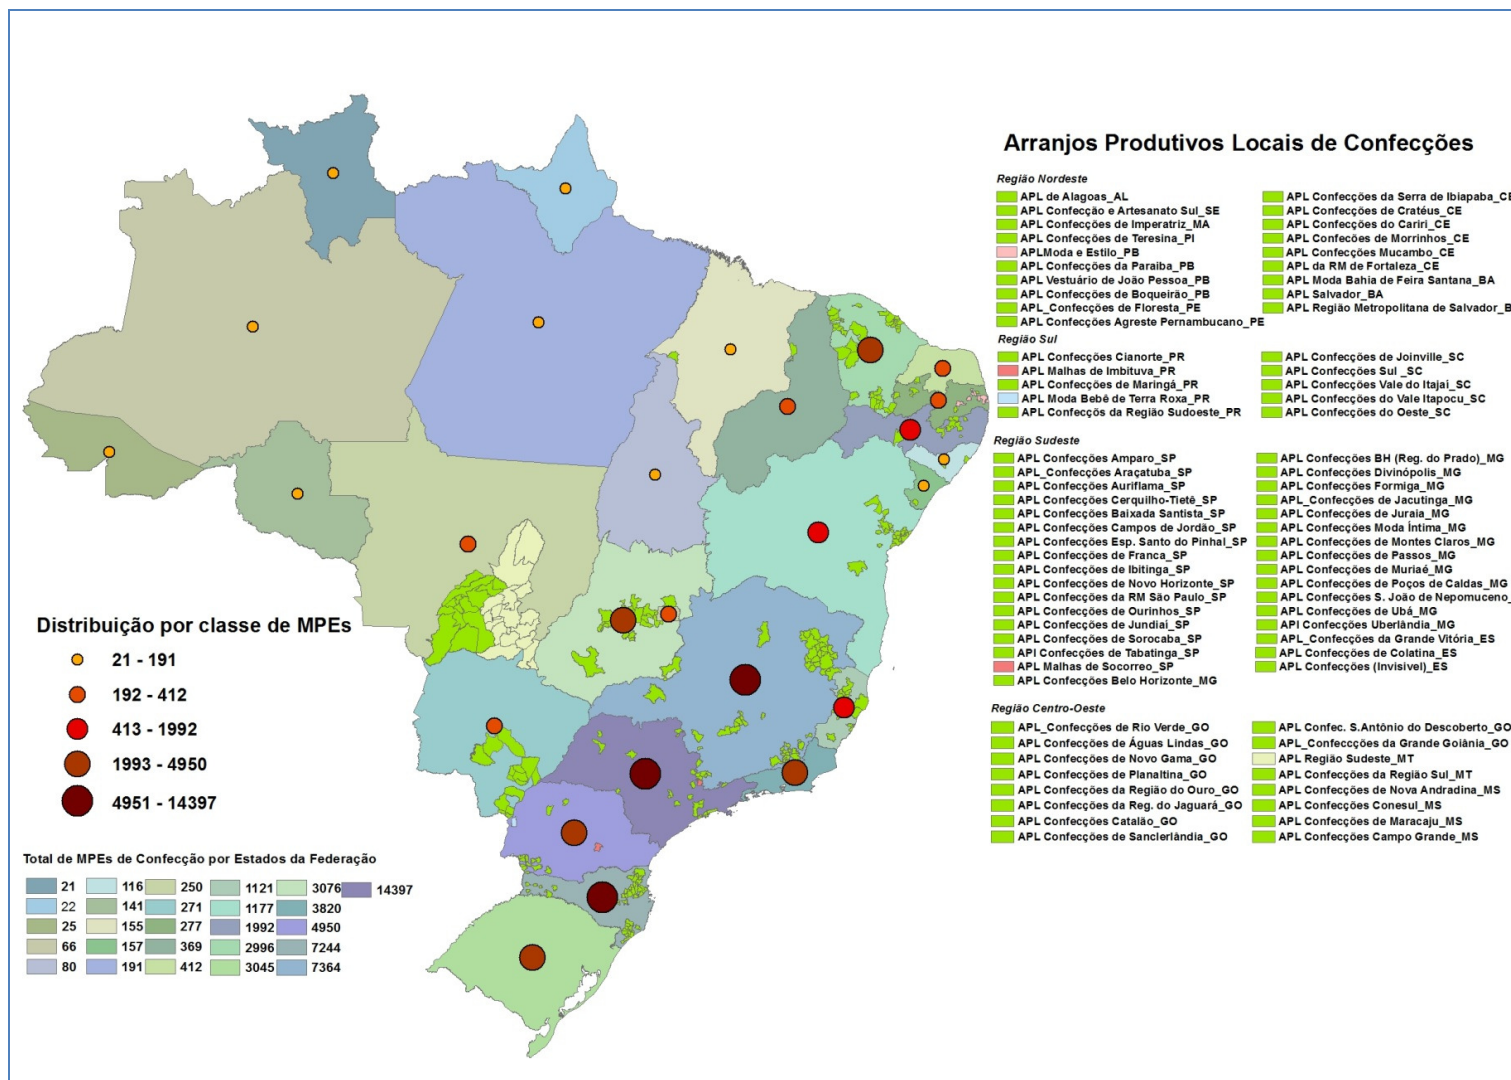 Arranjos Produtivos Locais de Confecções
Região Nordeste
APL de Alagoas_AL
APL Confecção e Artesanato Sul_SE
APL Confecções de Imperatriz_MA
APL Confecções de Teresina_PI
APLModa e Estilo_PB
APL Confecções da Paraiba_PB
APL Vestuário de João Pessoa_PB
APL Confecções de Boqueirão_PB
APL_Confecções de Floresta_PE
APL Confecções Agreste Pernambucano_PE
APL Confecções da Serra de Ibiapaba_CE
APL Confecções de Cratéus_CE
APL Confecções do Cariri_CE
APL Confecões de Morrinhos_CE
APL Confecções Mucambo_CE
APL da RM de Fortaleza_CE
APL Moda Bahia de Feira Santana_BA
APL Salvador_BA
APL Região Metropolitana de Salvador_B
Região Sul
APL Confecções Cianorte_PR
APL Malhas de Imbituva_PR
APL Confecções de Maringá_PR
APL Moda Bebê de Terra Roxa_PR
APL Confecçõs da Região Sudoeste_PR
APL Confecções de Joinville_SC
APL Confecções Sul _SC
APL Confecções Vale do Itajaí_SC
APL Confecções do Vale Itapocu_SC
APL Confecções do Oeste_SC
Região Sudeste
APL Confecções Amparo_SP
APL_Confecções Araçatuba_SP
APL Confecções Auriflama_SP
APL Confecções Cerquilho-Tietê_SP
APL Confecções Baixada Santista_SP
APL Confecções Campos de Jordão_SP
APL Confecções Esp. Santo do Pinhal_SP
APL Confecções de Franca_SP
APL Confecções de Ibitinga_SP
APL Confecções de Novo Horizonte_SP
APL Confecções da RM São Paulo_SP
APL Confecções de Ourinhos_SP
APL Confecções de Jundiai_SP
APL Confecções de Sorocaba_SP
API Confecções de Tabatinga_SP
APL Malhas de Socorreo_SP
APL Confecções Belo Horizonte_MG
APL Confecções BH (Reg. do Prado)_MG
APL Confecções Divinópolis_MG
APL Confecções Formiga_MG
APL_Confecções de Jacutinga_MG
APL Confecções de Juraia_MG
API Confecções Moda Íntima_MG
APL Confecções de Montes Claros_MG
APL Confecções de Passos_MG
APL Confecções de Muriaé_MG
APL Confecções de Poços de Caldas_MG
APL Confecções S. João de Nepomuceno_
APL Confecções de Ubá_MG
API Confecções Uberlândia_MG
APL_Confecções da Grande Vitória_ES
APL Confecções de Colatina_ES
APL Confecções (Invisivel)_ES
Região Centro-Oeste
APL_Confecções de Rio Verde_GO
APL Confecções de Águas Lindas_GO
APL Confecções de Novo Gama_GO
APL Confecções de Planaltina_GO
APL Confecções da Região do Ouro_GO
APL Confecções da Reg. do Jaguará_GO
APL Confecções Catalão_GO
APL Confecções de Sanclerlândia_GO
APL Confec. S.Antônio do Descoberto_GO
APL_Confeccções da Grande Goiânia_GO
APL Região Sudeste_MT
APL Confecções da Região Sul_MT
APL Confecções de Nova Andradina_MS
APL Confecções Conesul_MS
APL Confecções de Maracaju_MS
APL Confecções Campo Grande_MS
Distribuição por classe de MPEs
21 - 191
192 - 412
413 - 1992
1993 - 4950
4951 - 14397
Total de MPEs de Confecção por Estados da Federação
21 116 250 1121 3076 14397
22 141 271 1177 3820
25 155 277 1992 4950
66 157 369 2996 7244
80 191 412 3045 7364